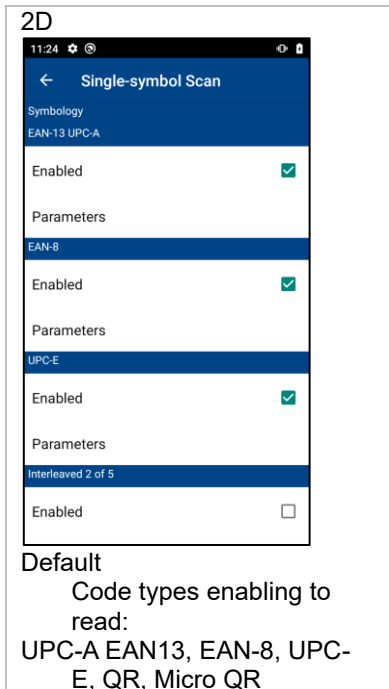 2D
11:24
Single-symbol Scan
Symbology
EAN-13 UPC-A
Enabled
Parameters
EAN-8
Enabled
Parameters
UPC-E
Enabled
Parameters
Interleaved 2 of 5
Enabled
Default
Code types enabling to
read:
UPC-A EAN13, EAN-8, UPC-
E, QR, Micro QR